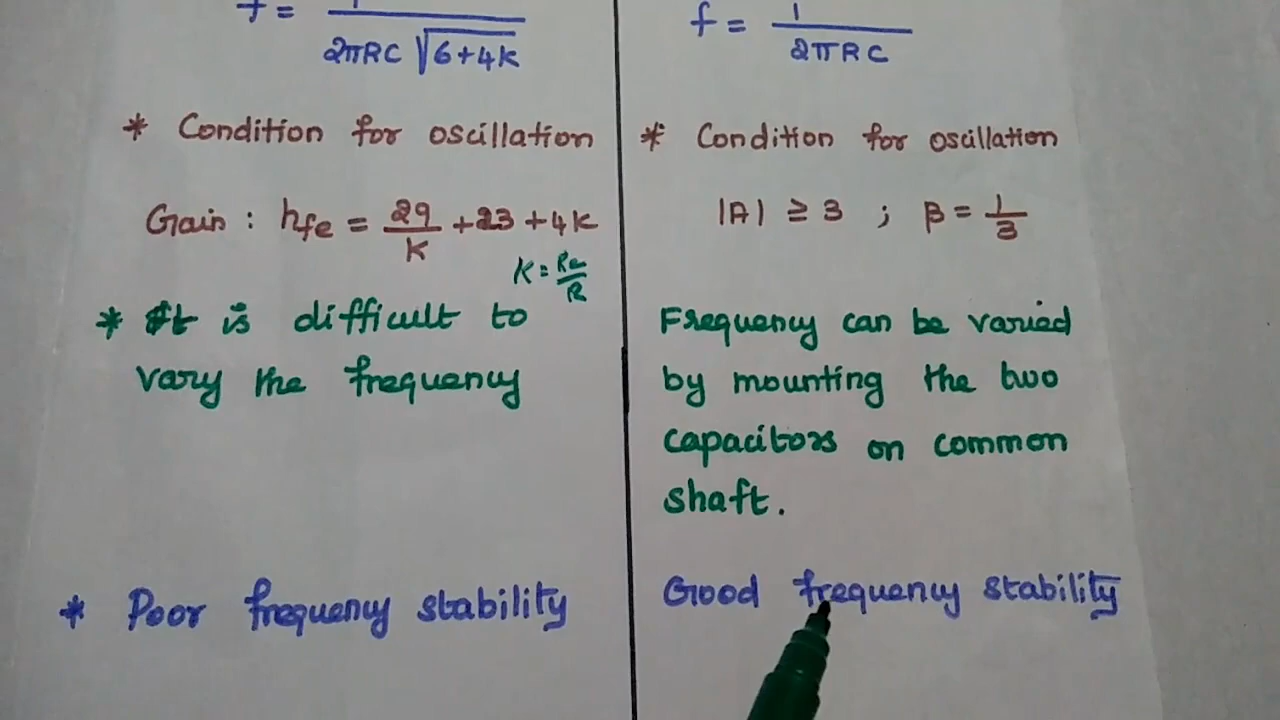 f = 1 / 2πRC √6+4K
* Condition for oscillation
Gain : hfe = 29/K + 23 + 4K
K = Rc/R
* It is difficult to
vary the frequency
* Poor frequency stability
f = 1 / 2πRC
* Condition for oscillation
|A| ≥ 3 ; β = 1/3
Frequency can be varied
by mounting the two
capacitors on common
shaft.
Good frequency stability